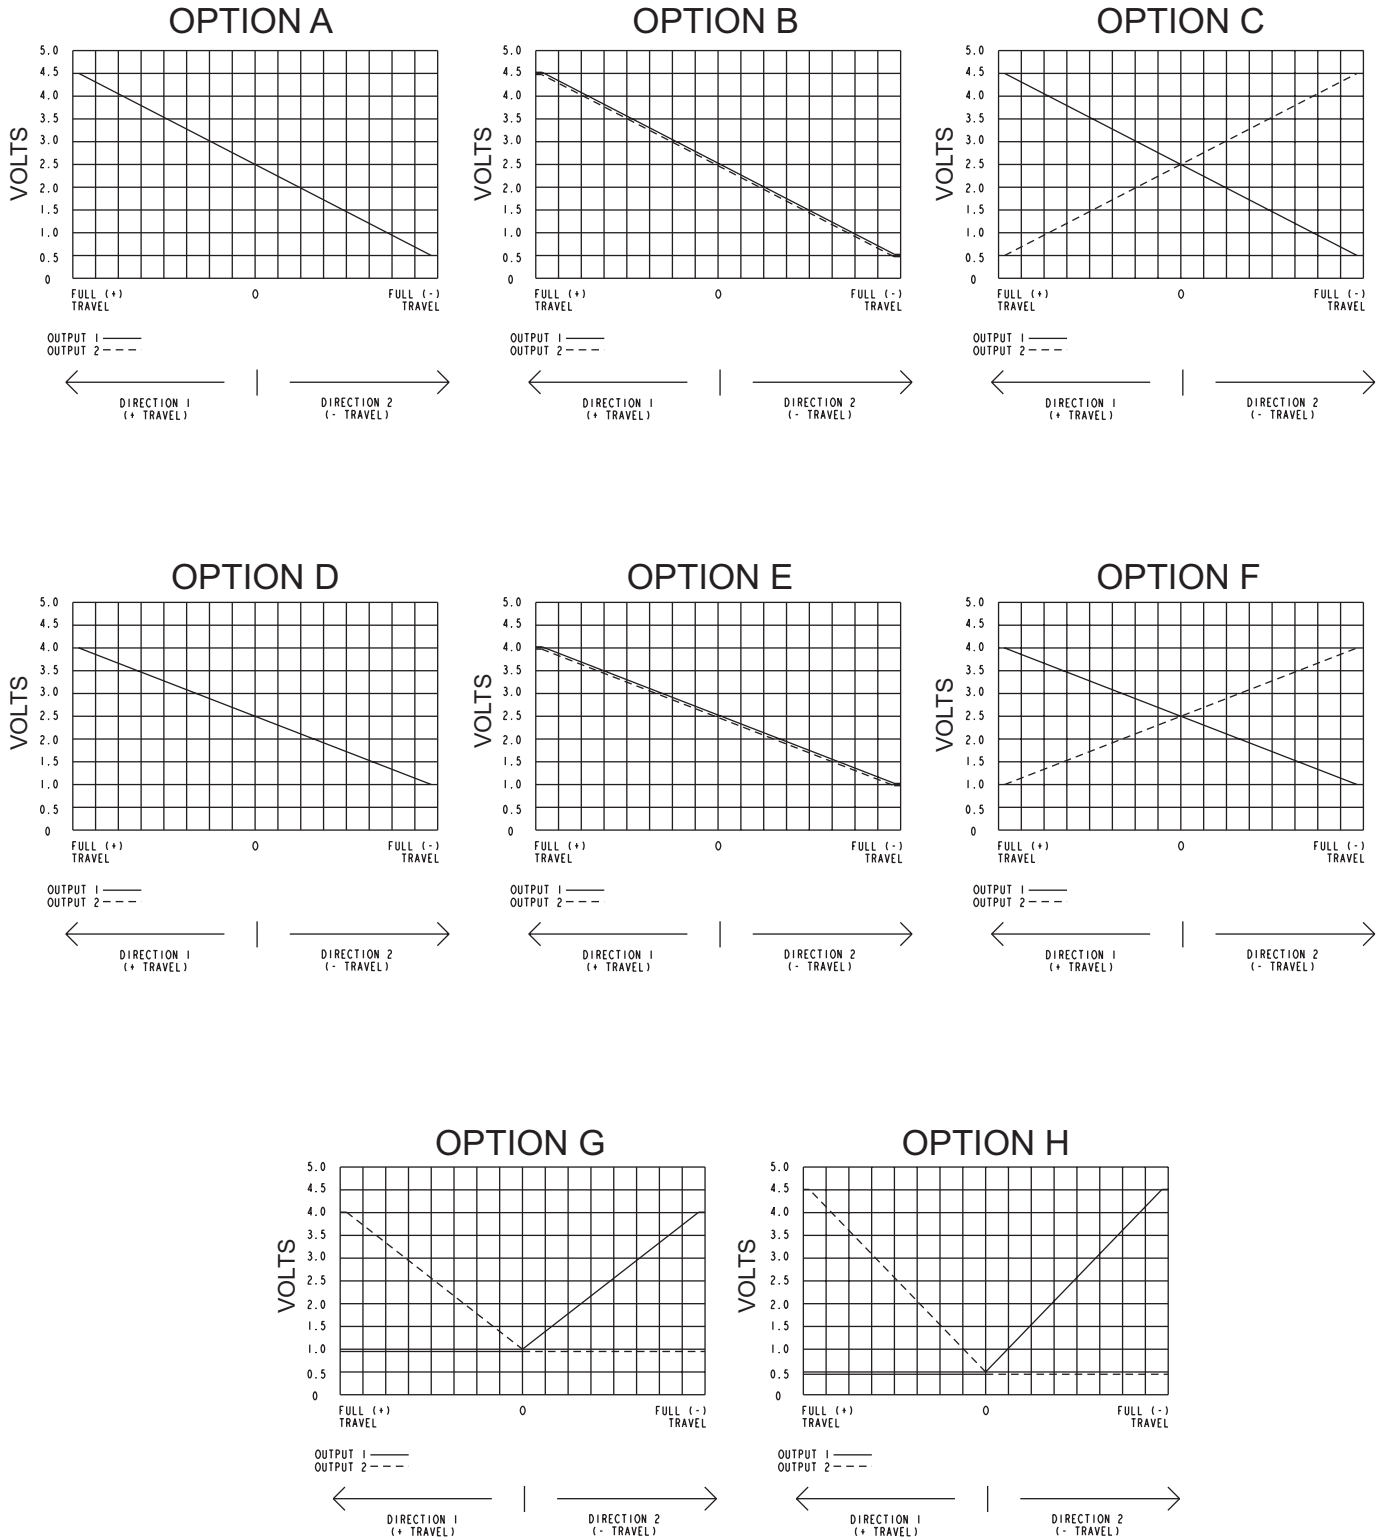 OPTION A
5.0
4.5
4.0
3.5
3.0
2.5
2.0
1.5
1.0
0.5
0
VOLTS
FULL (+) 0 FULL (-)
TRAVEL TRAVEL
OUTPUT 1
OUTPUT 2
DIRECTION 1 DIRECTION 2
(+ TRAVEL) (- TRAVEL)
OPTION B
5.0
4.5
4.0
3.5
3.0
2.5
2.0
1.5
1.0
0.5
0
VOLTS
FULL (+) 0 FULL (-)
TRAVEL TRAVEL
OUTPUT 1
OUTPUT 2
DIRECTION 1 DIRECTION 2
(+ TRAVEL) (- TRAVEL)
OPTION C
5.0
4.5
4.0
3.5
3.0
2.5
2.0
1.5
1.0
0.5
0
VOLTS
FULL (+) 0 FULL (-)
TRAVEL TRAVEL
OUTPUT 1
OUTPUT 2
DIRECTION 1 DIRECTION 2
(+ TRAVEL) (- TRAVEL)
OPTION D
5.0
4.5
4.0
3.5
3.0
2.5
2.0
1.5
1.0
0.5
0
VOLTS
FULL (+) 0 FULL (-)
TRAVEL TRAVEL
OUTPUT 1
OUTPUT 2
DIRECTION 1 DIRECTION 2
(+ TRAVEL) (- TRAVEL)
OPTION E
5.0
4.5
4.0
3.5
3.0
2.5
2.0
1.5
1.0
0.5
0
VOLTS
FULL (+) 0 FULL (-)
TRAVEL TRAVEL
OUTPUT 1
OUTPUT 2
DIRECTION 1 DIRECTION 2
(+ TRAVEL) (- TRAVEL)
OPTION F
5.0
4.5
4.0
3.5
3.0
2.5
2.0
1.5
1.0
0.5
0
VOLTS
FULL (+) 0 FULL (-)
TRAVEL TRAVEL
OUTPUT 1
OUTPUT 2
DIRECTION 1 DIRECTION 2
(+ TRAVEL) (- TRAVEL)
OPTION G
5.0
4.5
4.0
3.5
3.0
2.5
2.0
1.5
1.0
0.5
0
VOLTS
FULL (+) 0 FULL (-)
TRAVEL TRAVEL
OUTPUT 1
OUTPUT 2
DIRECTION 1 DIRECTION 2
(+ TRAVEL) (- TRAVEL)
OPTION H
5.0
4.5
4.0
3.5
3.0
2.5
2.0
1.5
1.0
0.5
0
VOLTS
FULL (+) 0 FULL (-)
TRAVEL TRAVEL
OUTPUT 1
OUTPUT 2
DIRECTION 1 DIRECTION 2
(+ TRAVEL) (- TRAVEL)